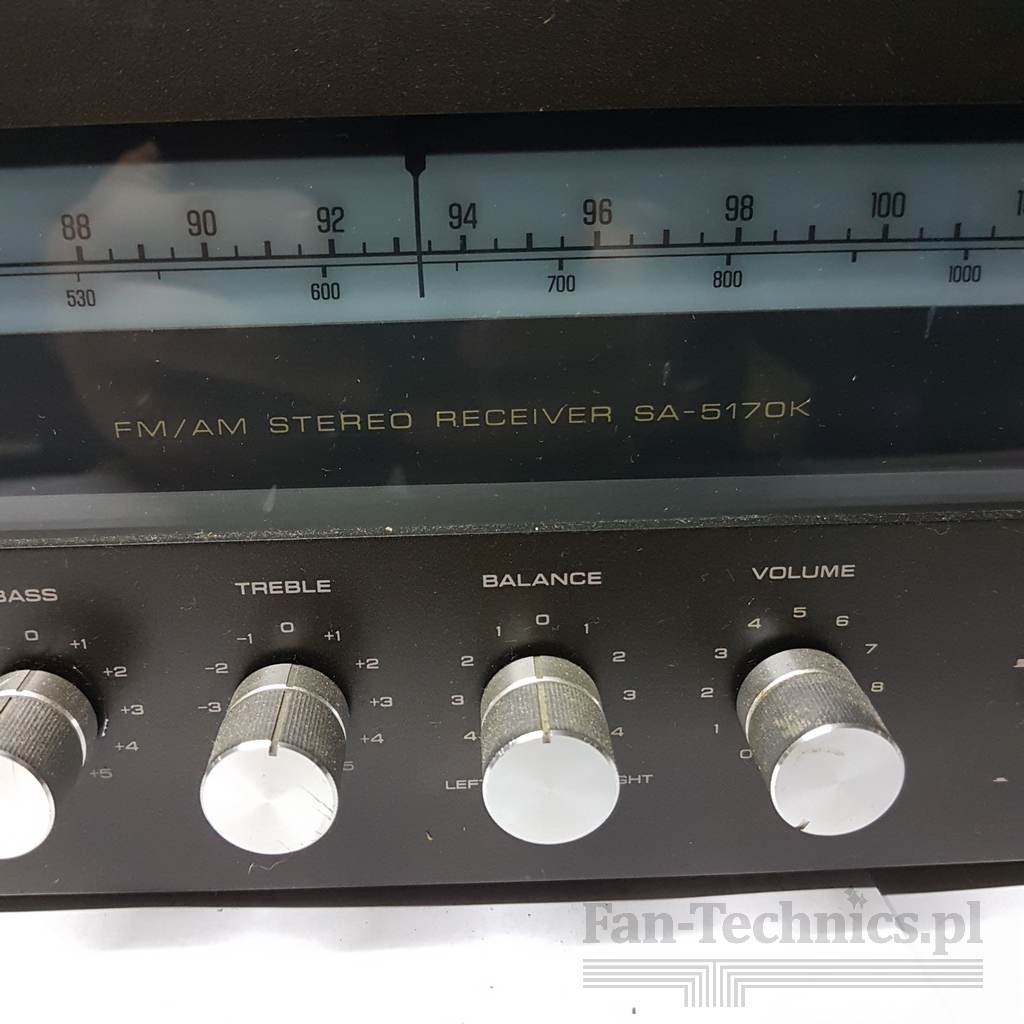 88 90 92 94 96 98 100
530 600 700 800 1000
FM/AM STEREO RECEIVER SA-5170K
BASS TREBLE BALANCE VOLUME
0 +1 +2 +3 +4 +5
-3 -2 -1 0 +1 +2 +3 +4 5
4 3 2 1 0 1 2 3 4
LEFT GHT
0 1 2 3 4 5 6 7 8
Fan-Technics.pl